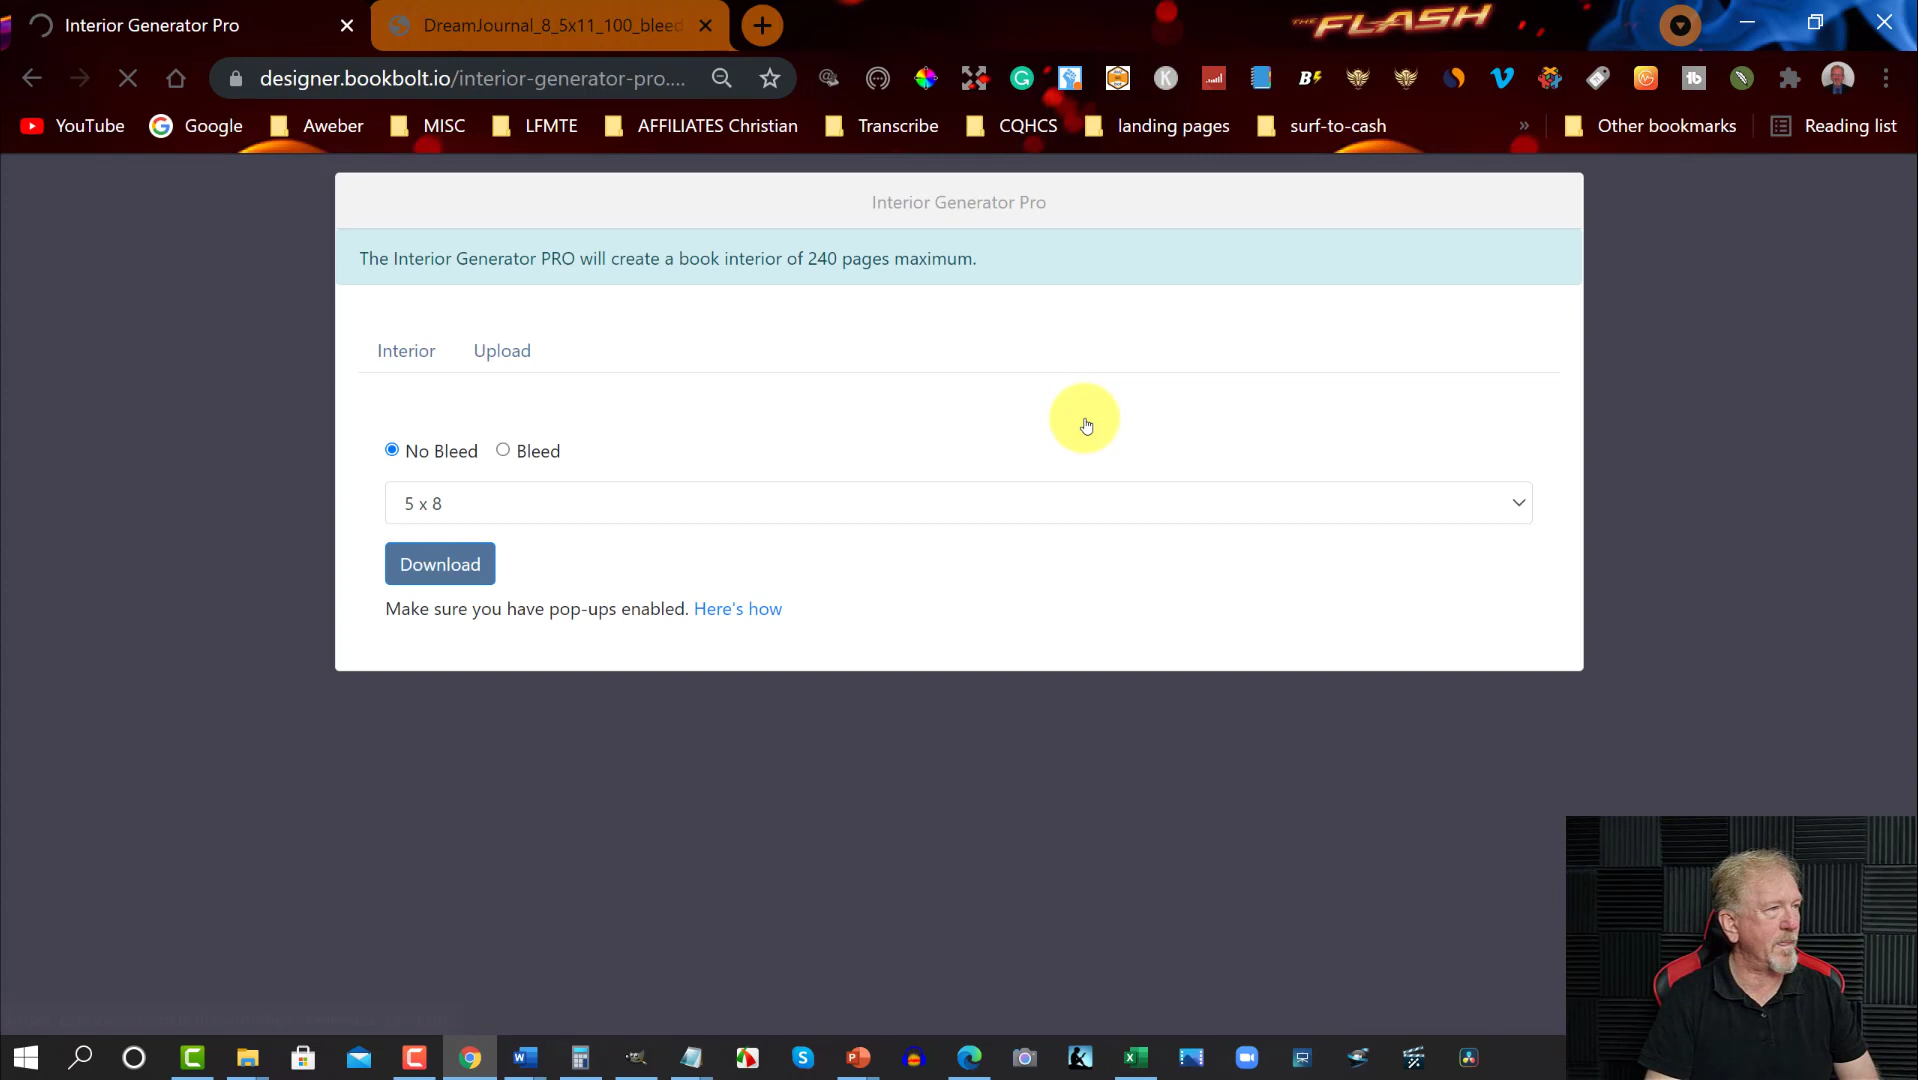 Interior Generator Pro
DreamJournal_8_5x11_100_bleed
THE FLASH
designer.bookbolt.io/interior-generator-pro....
YouTube Google Aweber MISC LFMTE AFFILIATES Christian Transcribe CQHCS landing pages surf-to-cash » Other bookmarks Reading list
Interior Generator Pro
The Interior Generator PRO will create a book interior of 240 pages maximum.
Interior Upload
No Bleed Bleed
5 x 8
Download
Make sure you have pop-ups enabled. Here's how